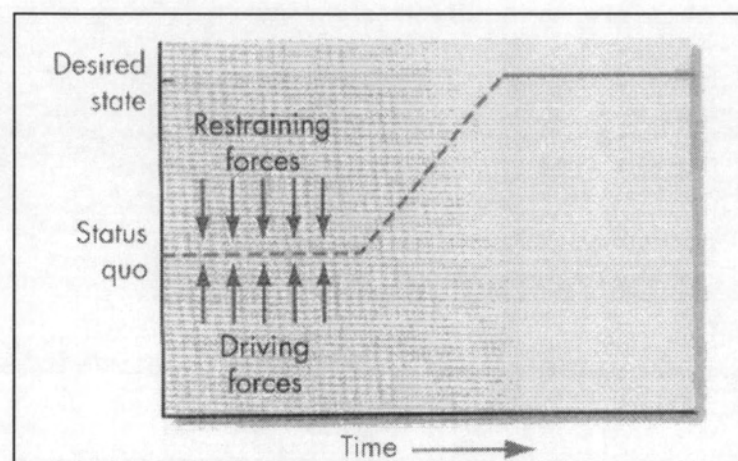 Desired
state
Restraining
forces
Status
quo
Driving
forces
Time